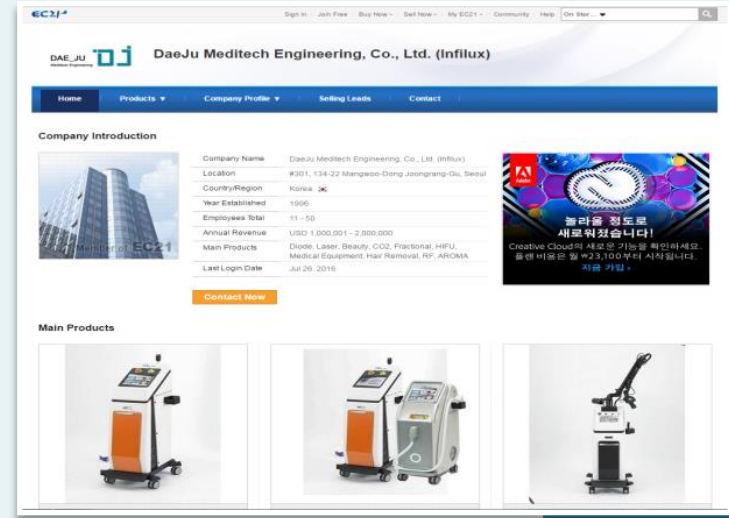 EC21
Sign In Join Free Buy Now Sell Now My EC21 Community Help On Star...
DAE_JU DJ
DaeJu Meditech Engineering, Co., Ltd. (Infilux)
Home Products ▼ Company Profile ▼ Selling Leads Contact
Company Introduction
Company Name DaeJu Meditech Engineering, Co., Ltd. (Infilux)
Location #301, 134-22 Mangwoo-Dong Joongrang-Gu, Seoul
Country/Region Korea
Year Established 1996
Employees Total 11 - 50
Annual Revenue USD 1,000,001 - 2,000,000
Main Products Diode, Laser, Beauty, CO2, Fractional, HIFU,
Medical Equipment, Hair Removal, RF, AROMA
Last Login Date Jul 26, 2016
Member of EC21
Contact Now
Adobe
놀라울 정도로
새로워졌습니다!
Creative Cloud의 새로운 기능을 확인하세요.
플랜 비용은 월 ₩23,100부터 시작됩니다.
지금 가입 ›
Main Products